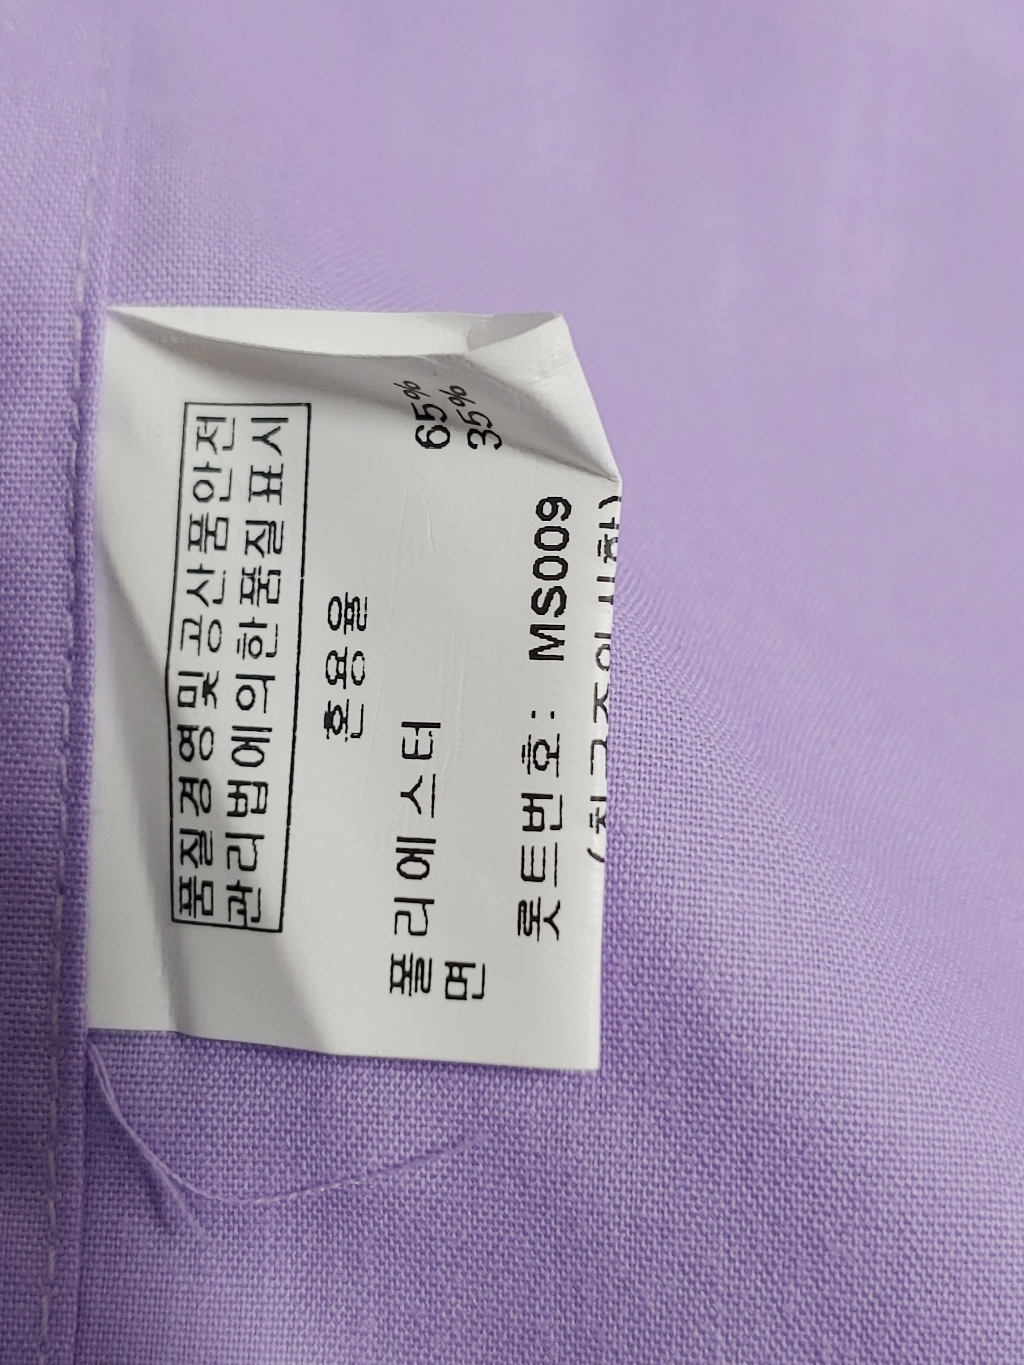 품질경영및공산품안전
관리법에의한품질표시
혼용율
폴리에스터 65%
면 35%
롯트번호: MS009